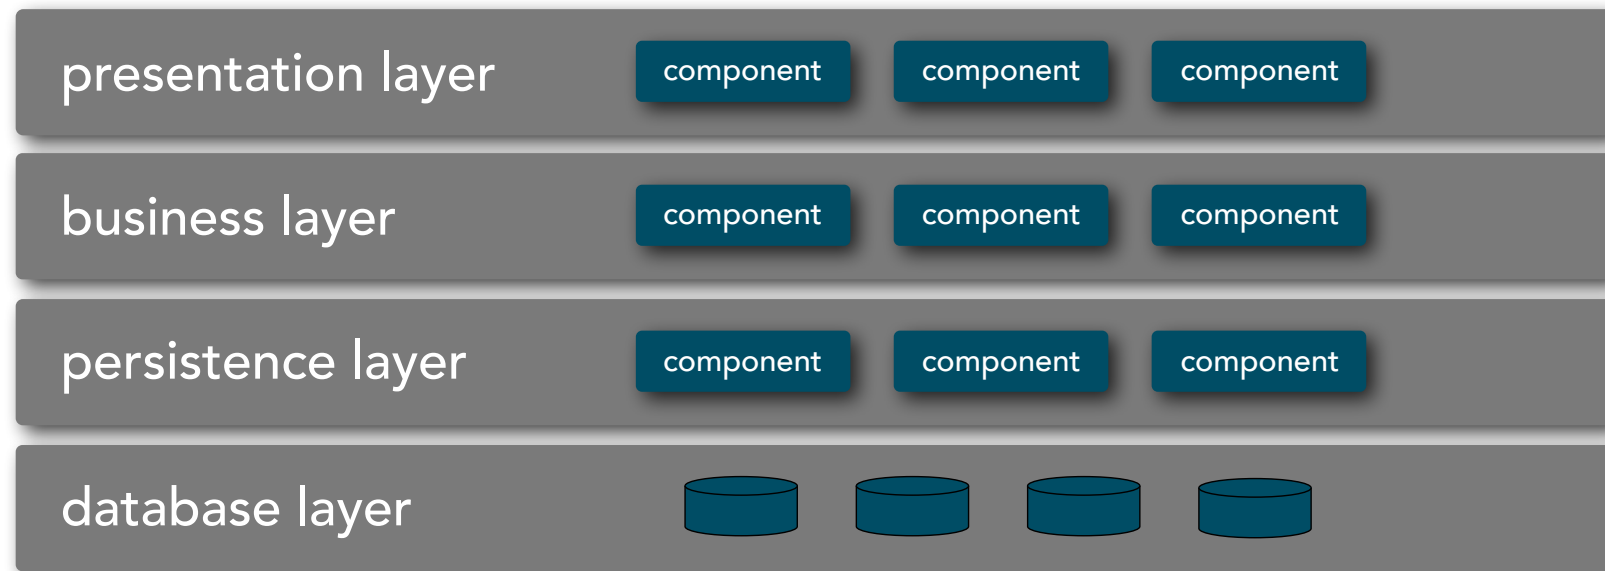 presentation layer component component component
business layer component component component
persistence layer component component component
database layer